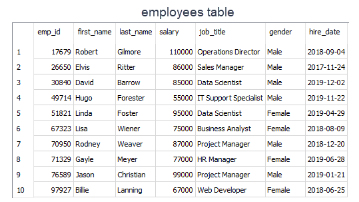 employees table
emp_id first_name last_name salary job_title gender hire_date
1 17679 Robert Gilmore 110000 Operations Director Male 2018-09-04
2 26650 Elvis Ritter 86000 Sales Manager Male 2017-11-24
3 30840 David Barrow 85000 Data Scientist Male 2019-12-02
4 49714 Hugo Forester 55000 IT Support Specialist Male 2019-11-22
5 51821 Linda Foster 95000 Data Scientist Female 2019-04-29
6 67323 Lisa Wiener 75000 Business Analyst Female 2018-08-09
7 70950 Rodney Weaver 87000 Project Manager Male 2018-12-20
8 71329 Gayle Meyer 77000 HR Manager Female 2019-06-28
9 76589 Jason Christian 99000 Project Manager Male 2019-01-21
10 97927 Billie Lanning 67000 Web Developer Female 2018-06-25